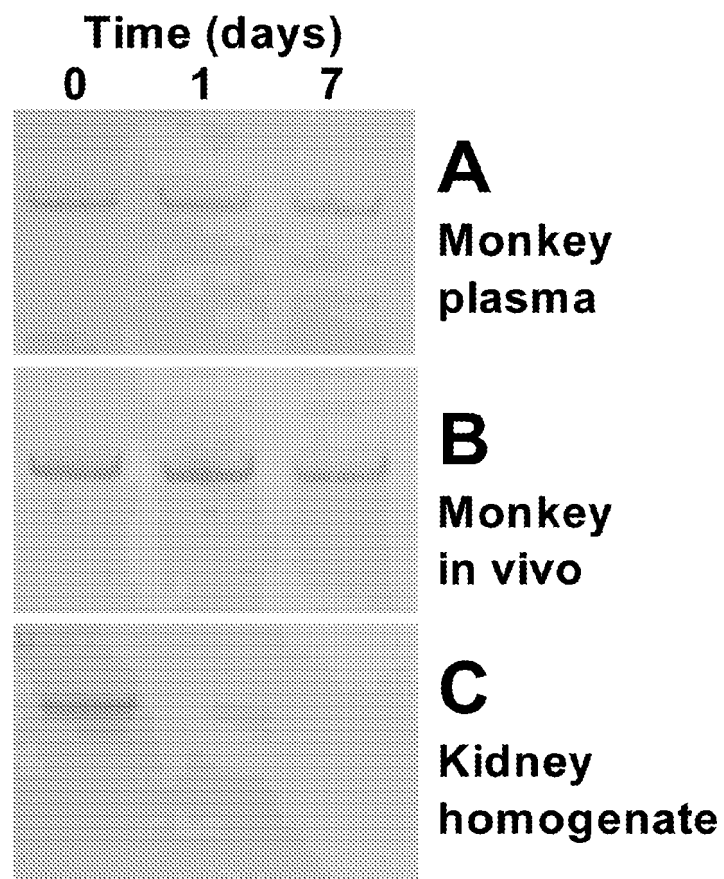 Time (days)
0 1 7
A
Monkey
plasma
B
Monkey
in vivo
C
Kidney
homogenate